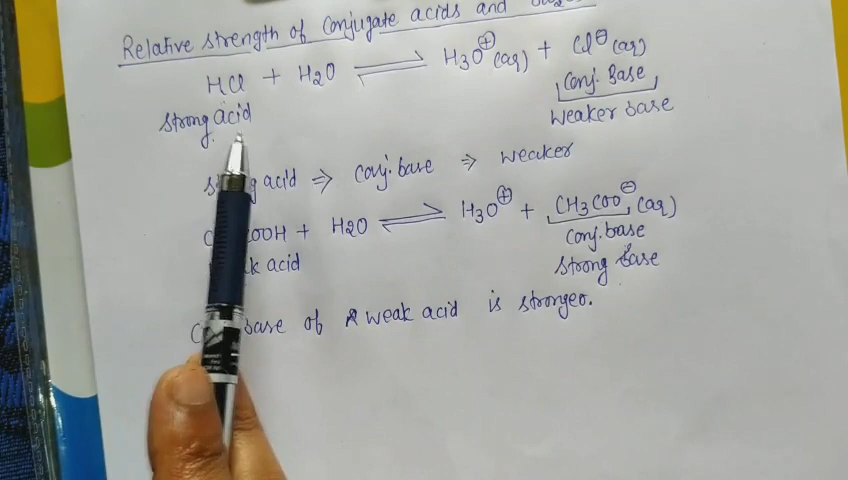 Relative strength of conjugate acids and
HCl + H2O ⇌ H3O⊕(aq) + Cl⊖(aq)
strong acid
Conj. Base
weaker base
acid ⇒ Conj. base ⇒ weaker
COOH + H2O ⇌ H3O⊕ + CH3COO⊖(aq)
acid
Conj. base
strong base
base of weak acid is stronger.